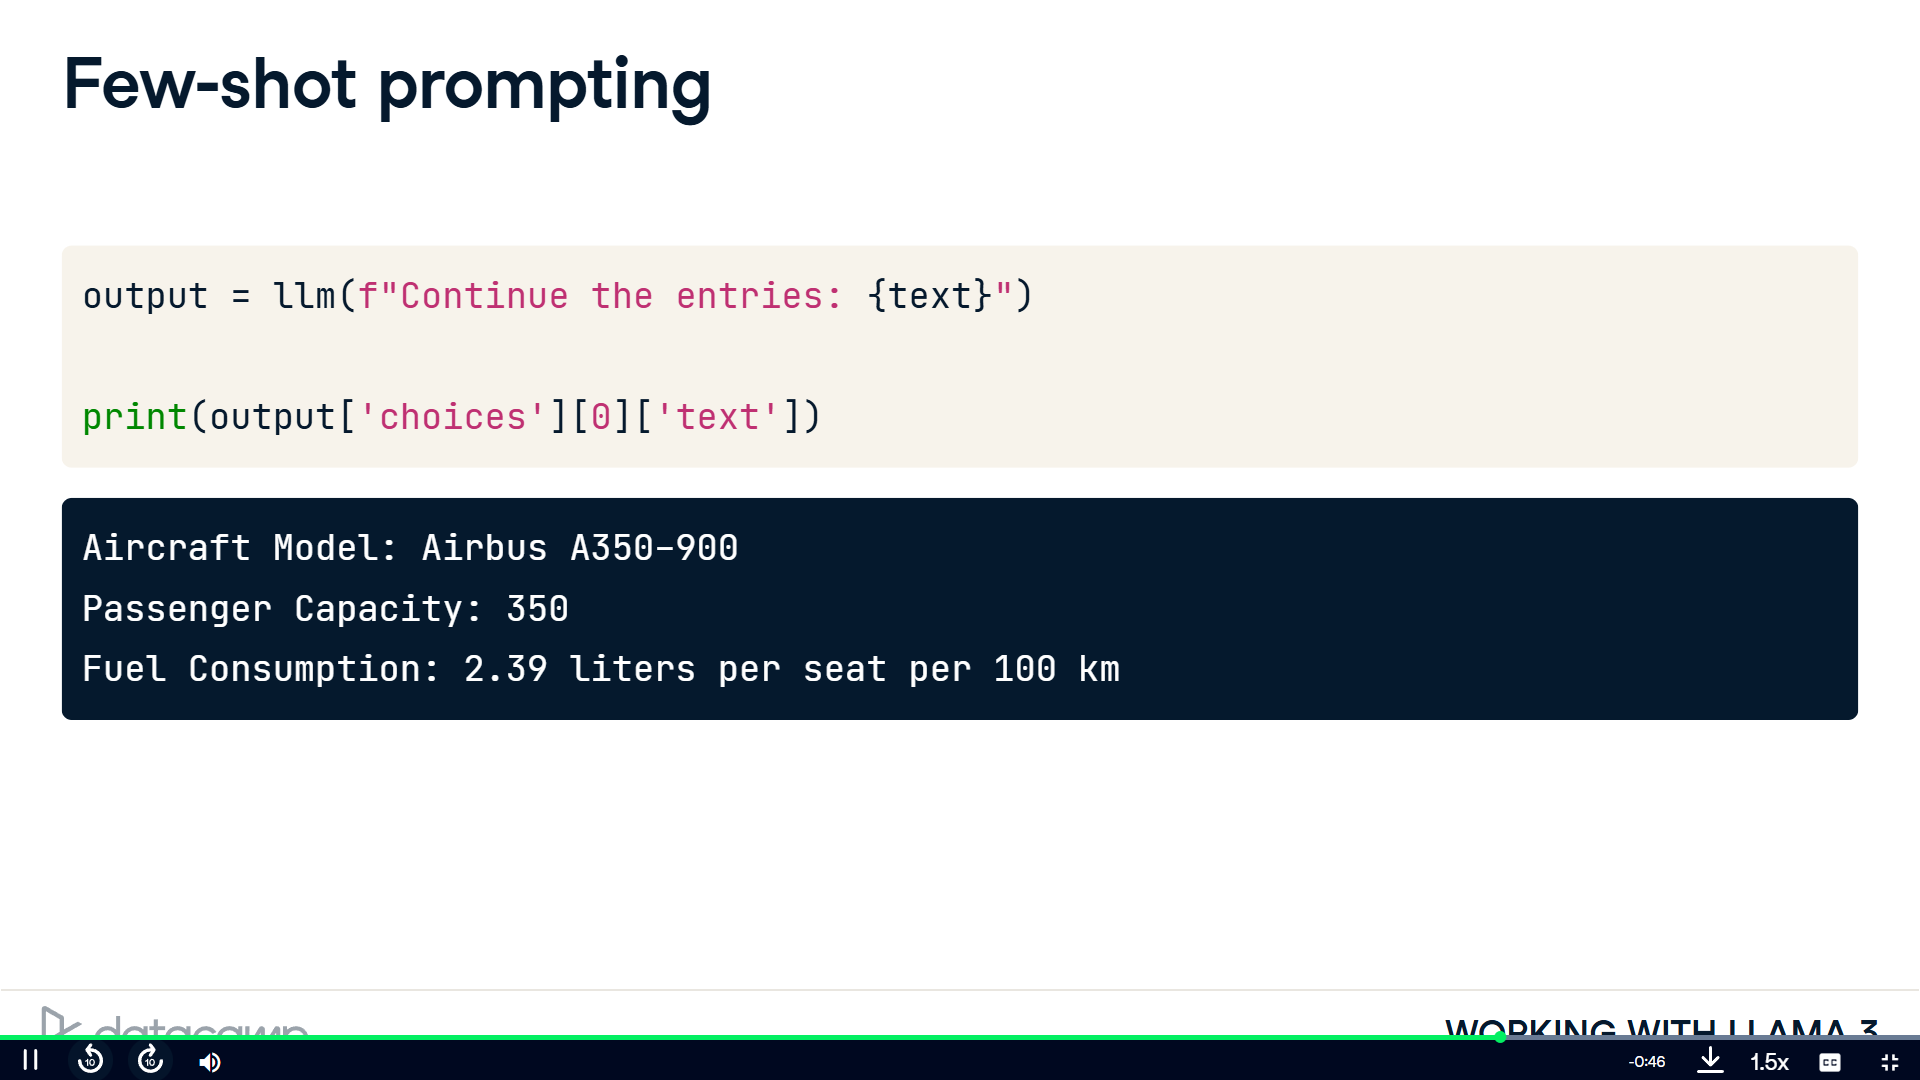 Few-shot prompting
output = llm(f"Continue the entries: {text}")
print(output['choices'][0]['text'])
Aircraft Model: Airbus A350-900
Passenger Capacity: 350
Fuel Consumption: 2.39 liters per seat per 100 km
datacamp
WORKING WITH LLAMA 3
10
10
-0:46
1.5x
CC